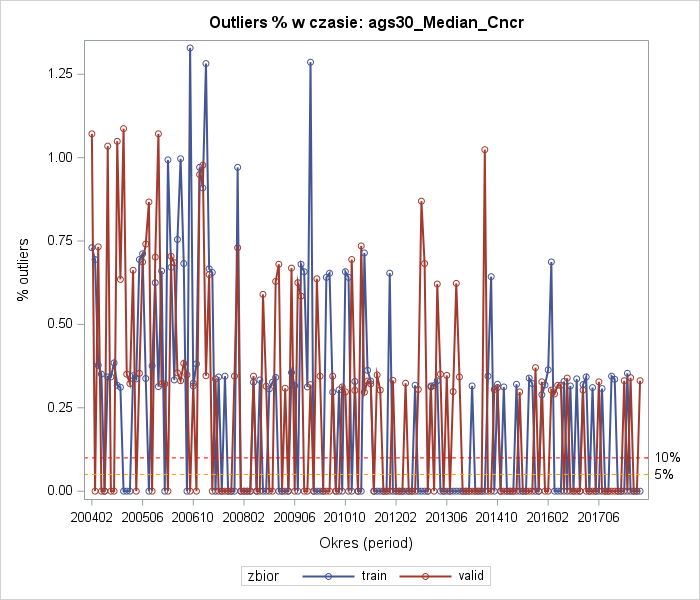 Outliers % w czasie: ags30_Median_Cncr
% outliers
1.25
1.00
0.75
0.50
0.25
0.00
10%
5%
200402 200506 200610 200802 200906 201010 201202 201306 201410 201602 201706
Okres (period)
zbior train valid